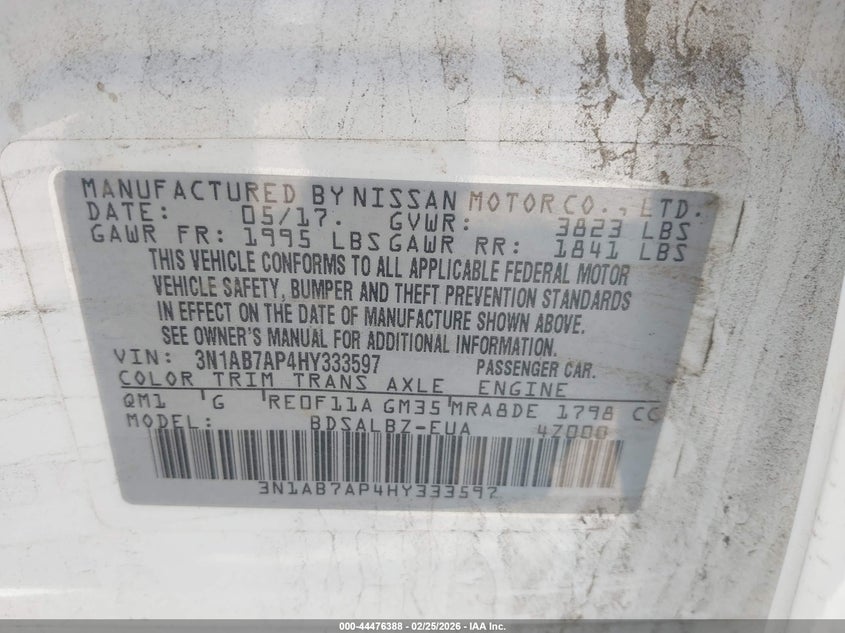 MANUFACTURED BY NISSAN MOTOR CO., LTD.
DATE: 05/17. GVWR: 3823 LBS
GAWR FR: 1995 LBS GAWR RR: 1841 LBS
THIS VEHICLE CONFORMS TO ALL APPLICABLE FEDERAL MOTOR
VEHICLE SAFETY, BUMPER AND THEFT PREVENTION STANDARDS
IN EFFECT ON THE DATE OF MANUFACTURE SHOWN ABOVE.
SEE OWNER'S MANUAL FOR ADDITIONAL INFORMATION.
VIN: 3N1AB7AP4HY333597 PASSENGER CAR.
COLOR TRIM TRANS AXLE ENGINE
QM1 G RE0F11A GM35 MRA8DE 1798 CC
MODEL: BDSALBZ-EUA 4Z000
3N1AB7AP4HY333597
000-44476388 | 02/25/2026 - IAA Inc.